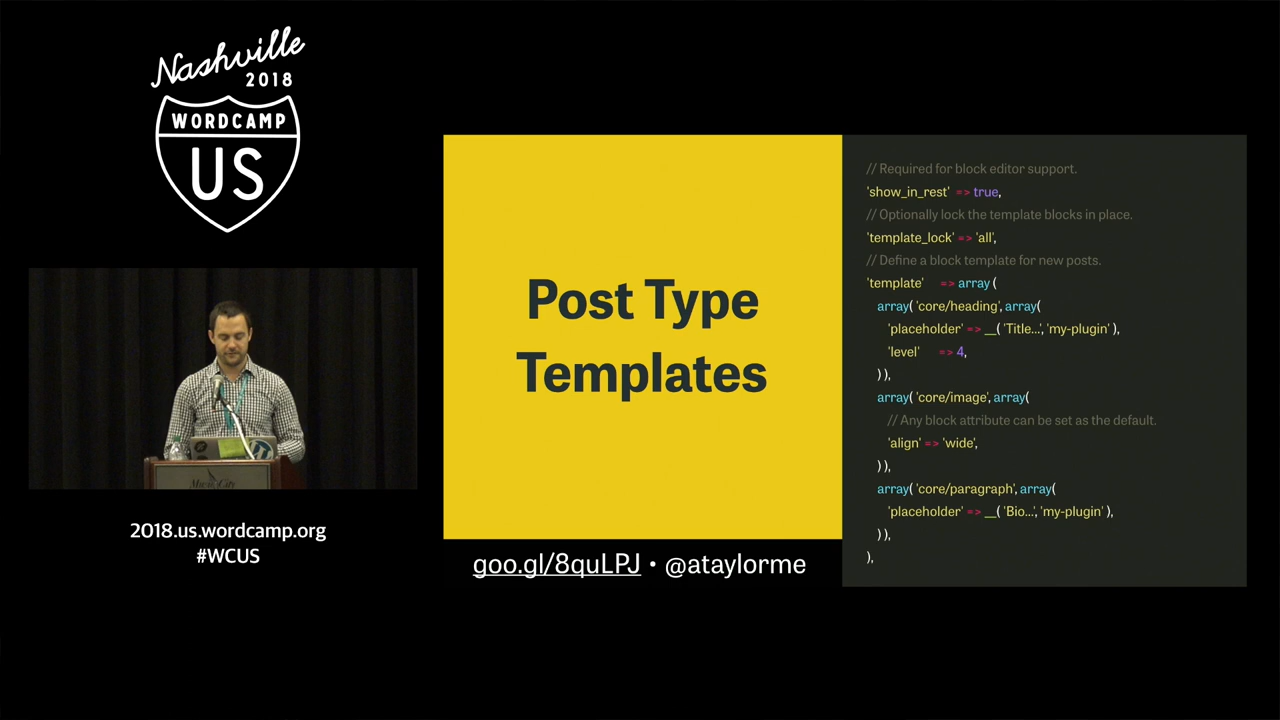 Nashville
2018
WORDCAMP
US
2018.us.wordcamp.org
#WCUS
Post Type
Templates
goo.gl/8quLPJ • @ataylorme
// Required for block editor support.
'show_in_rest' => true,
// Optionally lock the template blocks in place.
'template_lock' => 'all',
// Define a block template for new posts.
'template' => array (
array( 'core/heading', array(
'placeholder' => __( 'Title...', 'my-plugin' ),
'level' => 4,
) ),
array( 'core/image', array(
// Any block attribute can be set as the default.
'align' => 'wide',
) ),
array( 'core/paragraph', array(
'placeholder' => __( 'Bio...', 'my-plugin' ),
) ),
),